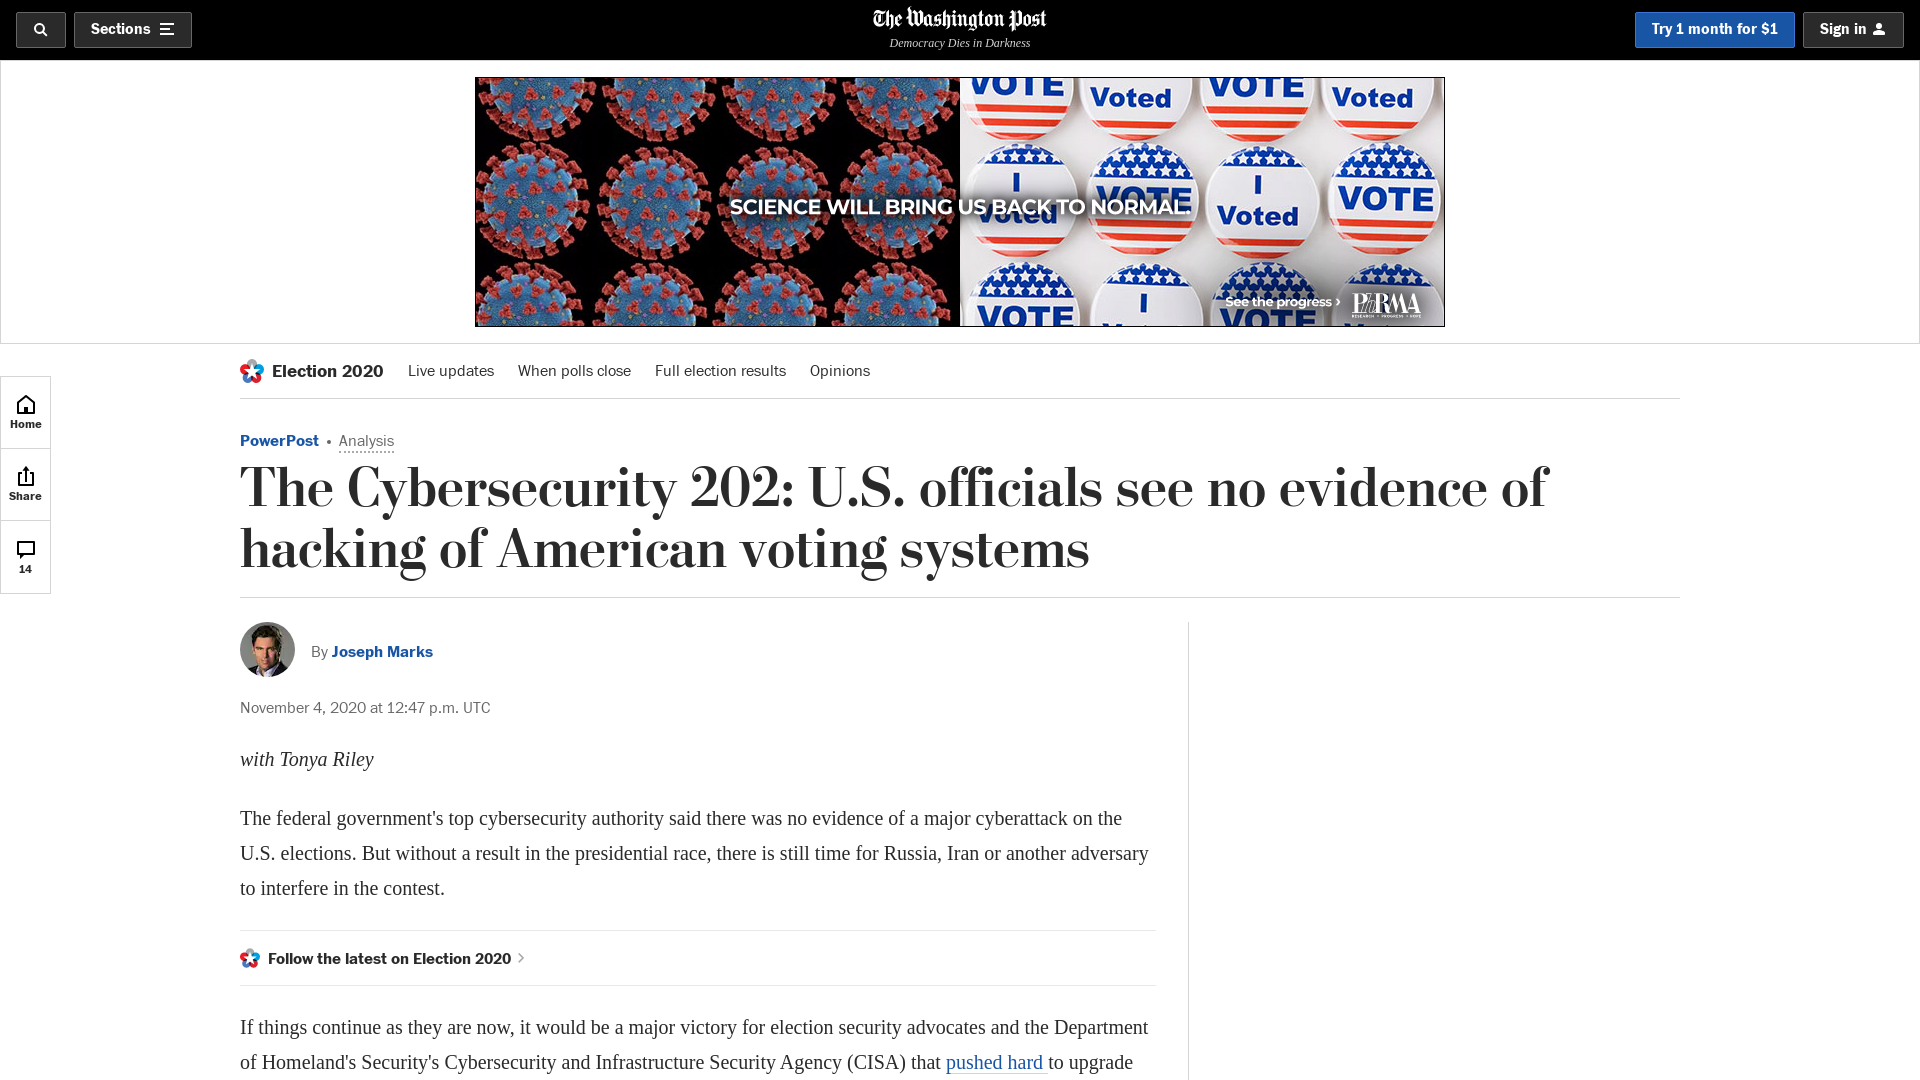 Sections
The Washington Post
Democracy Dies in Darkness
Try 1 month for $1
Sign in
VOTE
I Voted
VOTE
I Voted
I Voted
VOTE
I Voted
VOTE
SCIENCE WILL BRING US BACK TO NORMAL.
VOTE
I
VOTE
See the progress ›
PhRMA
RESEARCH • PROGRESS • HOPE
Election 2020
Live updates
When polls close
Full election results
Opinions
Home
Share
14
PowerPost • Analysis
The Cybersecurity 202: U.S. officials see no evidence of
hacking of American voting systems
By Joseph Marks
November 4, 2020 at 12:47 p.m. UTC
with Tonya Riley
The federal government's top cybersecurity authority said there was no evidence of a major cyberattack on the
U.S. elections. But without a result in the presidential race, there is still time for Russia, Iran or another adversary
to interfere in the contest.
Follow the latest on Election 2020
If things continue as they are now, it would be a major victory for election security advocates and the Department
of Homeland's Security's Cybersecurity and Infrastructure Security Agency (CISA) that pushed hard to upgrade